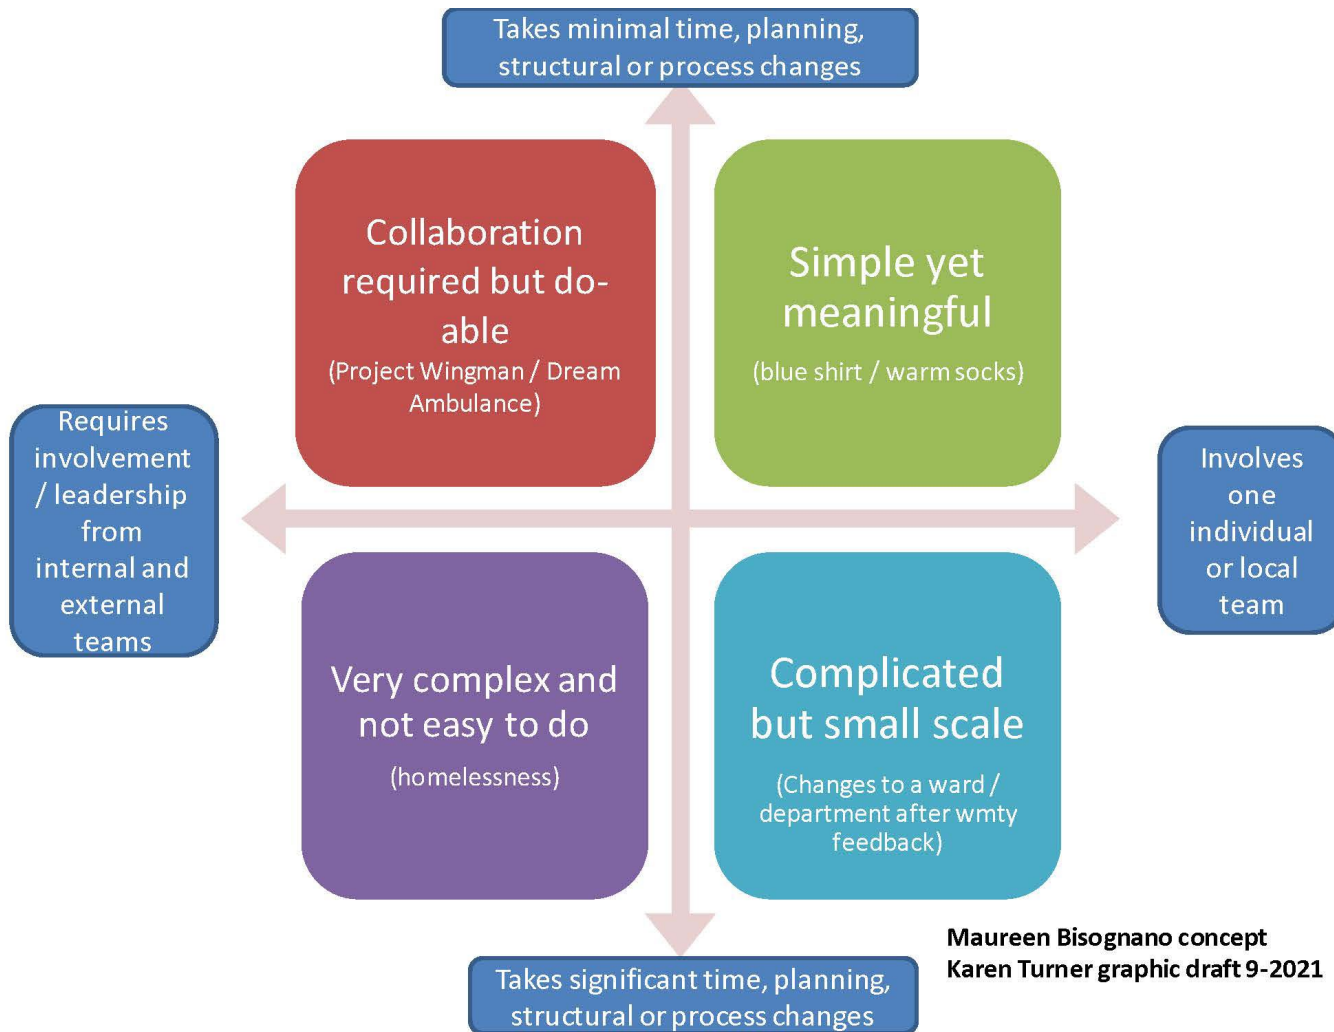 Takes minimal time, planning,
structural or process changes
Collaboration
required but do-
able
(Project Wingman / Dream
Ambulance)
Simple yet
meaningful
(blue shirt / warm socks)
Requires
involvement
/ leadership
from
internal and
external
teams
Involves
one
individual
or local
team
Very complex and
not easy to do
(homelessness)
Complicated
but small scale
(Changes to a ward /
department after wmty
feedback)
Maureen Bisognano concept
Karen Turner graphic draft 9-2021
Takes significant time, planning,
structural or process changes